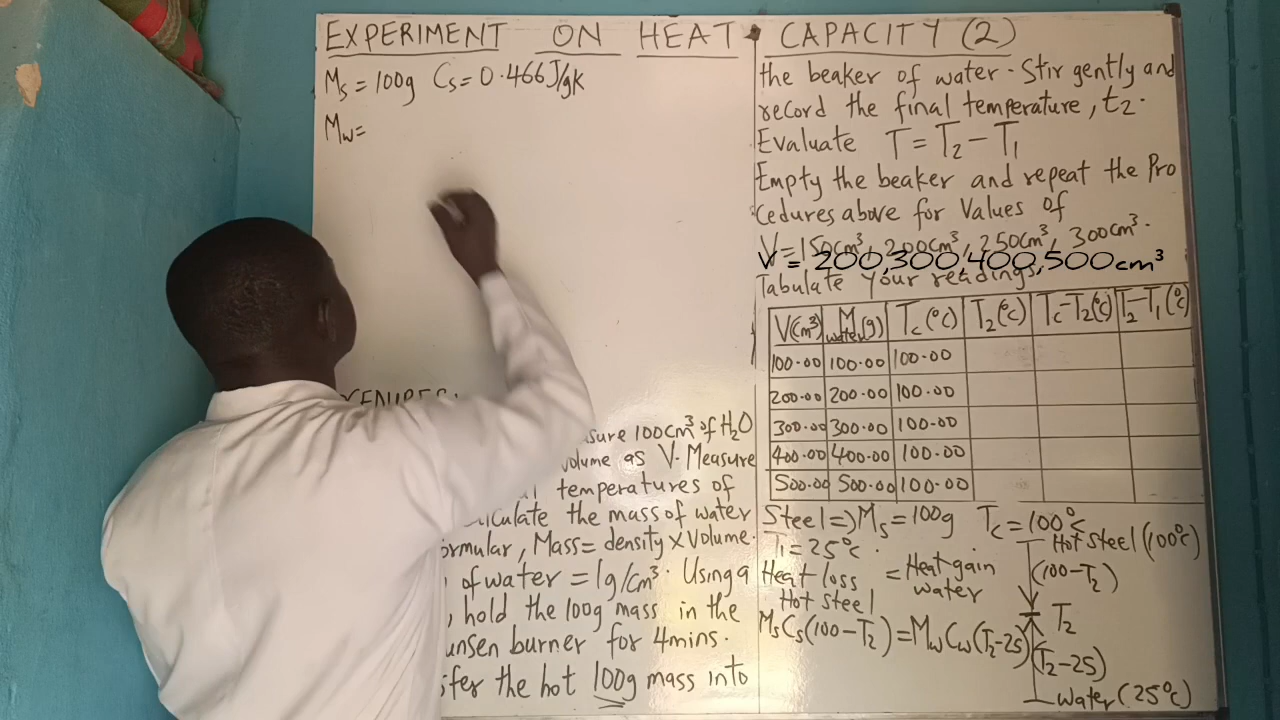 EXPERIMENT ON HEAT CAPACITY (2)
Ms = 100g Cs = 0.466J/gK
Mw=
CEDURES:
sure 100cm³ of H₂O
volume as V. Measure
temperatures of
alculate the mass of water
ormular, Mass = density x Volume.
of water = 1g/cm³. Using a
, hold the 100g mass in the
unsen burner for 4mins.
sfer the hot 100g mass into
the beaker of water. Stir gently and
record the final temperature, t₂.
Evaluate T = T₂ - T₁
Empty the beaker and repeat the Pro
cedures above for Values of
V = 150cm³, 200cm³, 250cm³, 300cm³.
V = 200,300,400,500cm³
Tabulate your readings.
V(cm³) Mwater(g) Tc(°C) T₂(°C) Tc-T₂(°C) T₂-T₁(°C)
100.00 100.00 100.00
200.00 200.00 100.00
300.00 300.00 100.00
400.00 400.00 100.00
500.00 500.00 100.00
Steel => Ms = 100g Tc = 100°c
T₁ = 25°c.
Heat loss Hot Steel = Heat gain water
MsCs(100-T₂) = MwCw(T₂-25)
Hot Steel (100°c)
(100-T₂)
T₂
(T₂-25)
Water (25°c)